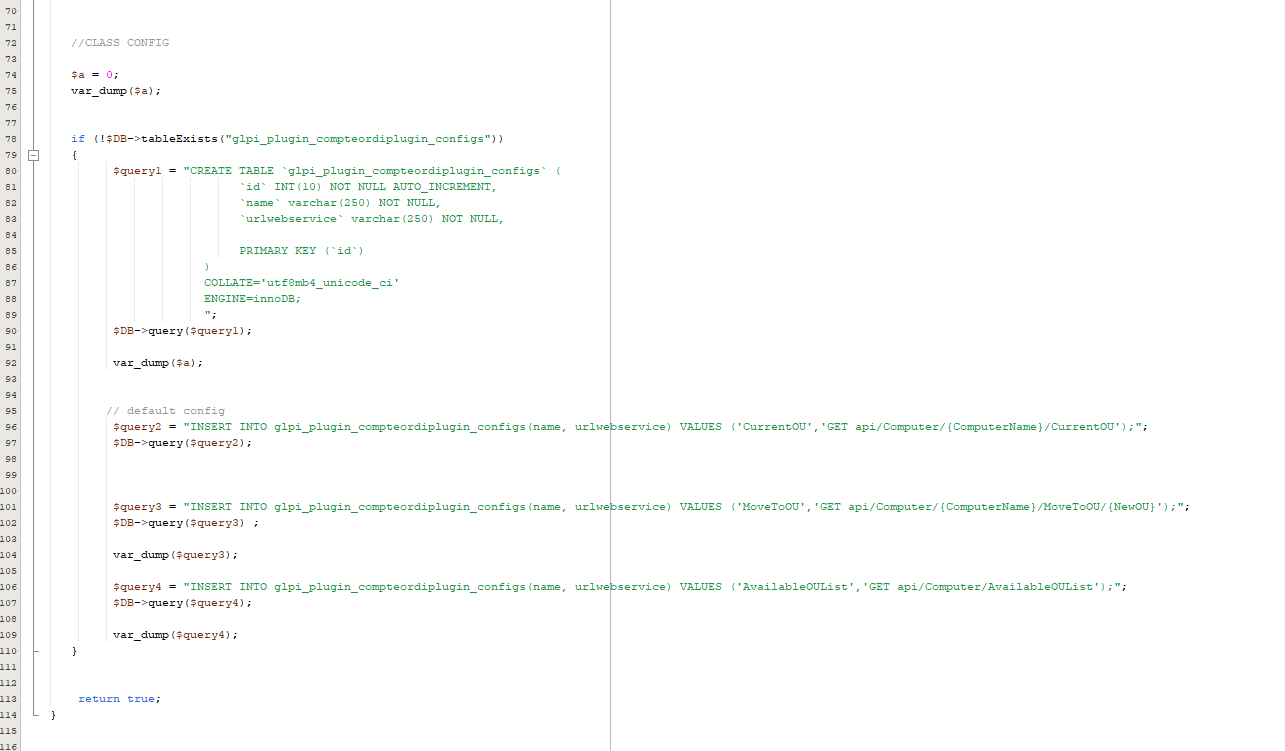 70
71
72 //CLASS CONFIG
73
74 $a = 0;
75 var_dump($a);
76
77
78 if (!$DB->tableExists("glpi_plugin_compteordiplugin_configs"))
79 {
80 $query1 = "CREATE TABLE `glpi_plugin_compteordiplugin_configs` (
81 `id` INT(10) NOT NULL AUTO_INCREMENT,
82 `name` varchar(250) NOT NULL,
83 `urlwebservice` varchar(250) NOT NULL,
84
85 PRIMARY KEY (`id`)
86 )
87 COLLATE='utf8mb4_unicode_ci'
88 ENGINE=innoDB;
89 ";
90 $DB->query($query1);
91
92 var_dump($a);
93
94
95 // default config
96 $query2 = "INSERT INTO glpi_plugin_compteordiplugin_configs(name, urlwebservice) VALUES ('CurrentOU','GET api/Computer/{ComputerName}/CurrentOU');";
97 $DB->query($query2);
98
99
100
101 $query3 = "INSERT INTO glpi_plugin_compteordiplugin_configs(name, urlwebservice) VALUES ('MoveToOU','GET api/Computer/{ComputerName}/MoveToOU/{NewOU}');";
102 $DB->query($query3) ;
103
104 var_dump($query3);
105
106 $query4 = "INSERT INTO glpi_plugin_compteordiplugin_configs(name, urlwebservice) VALUES ('AvailableOUList','GET api/Computer/AvailableOUList');";
107 $DB->query($query4);
108
109 var_dump($query4);
110 }
111
112
113 return true;
114 }
115
116